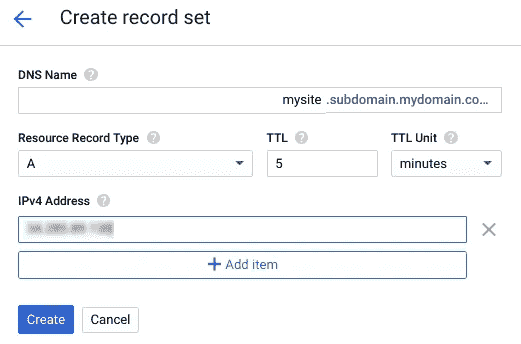 Create record set
DNS Name
mysite .subdomain.mydomain.co...
Resource Record Type TTL TTL Unit
A 5 minutes
IPv4 Address
+ Add item
Create Cancel